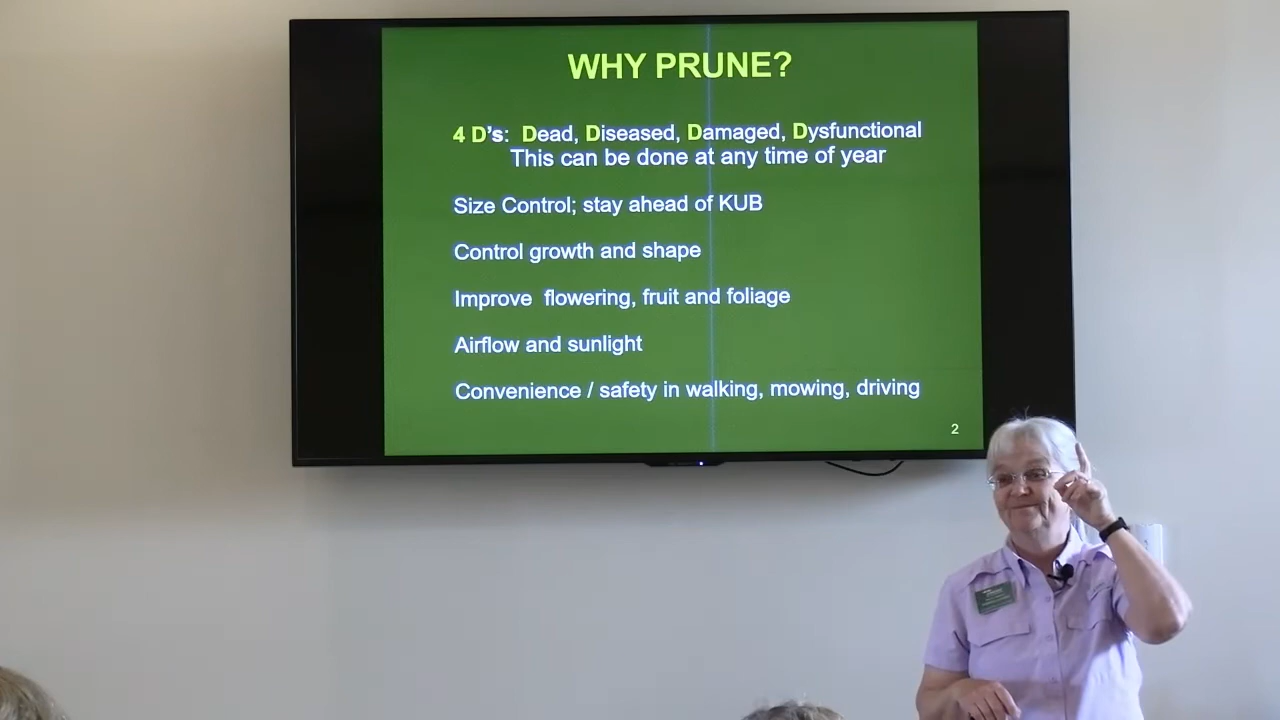 WHY PRUNE?
4 D's: Dead, Diseased, Damaged, Dysfunctional
This can be done at any time of year
Size Control; stay ahead of KUB
Control growth and shape
Improve flowering, fruit and foliage
Airflow and sunlight
Convenience / safety in walking, mowing, driving
2